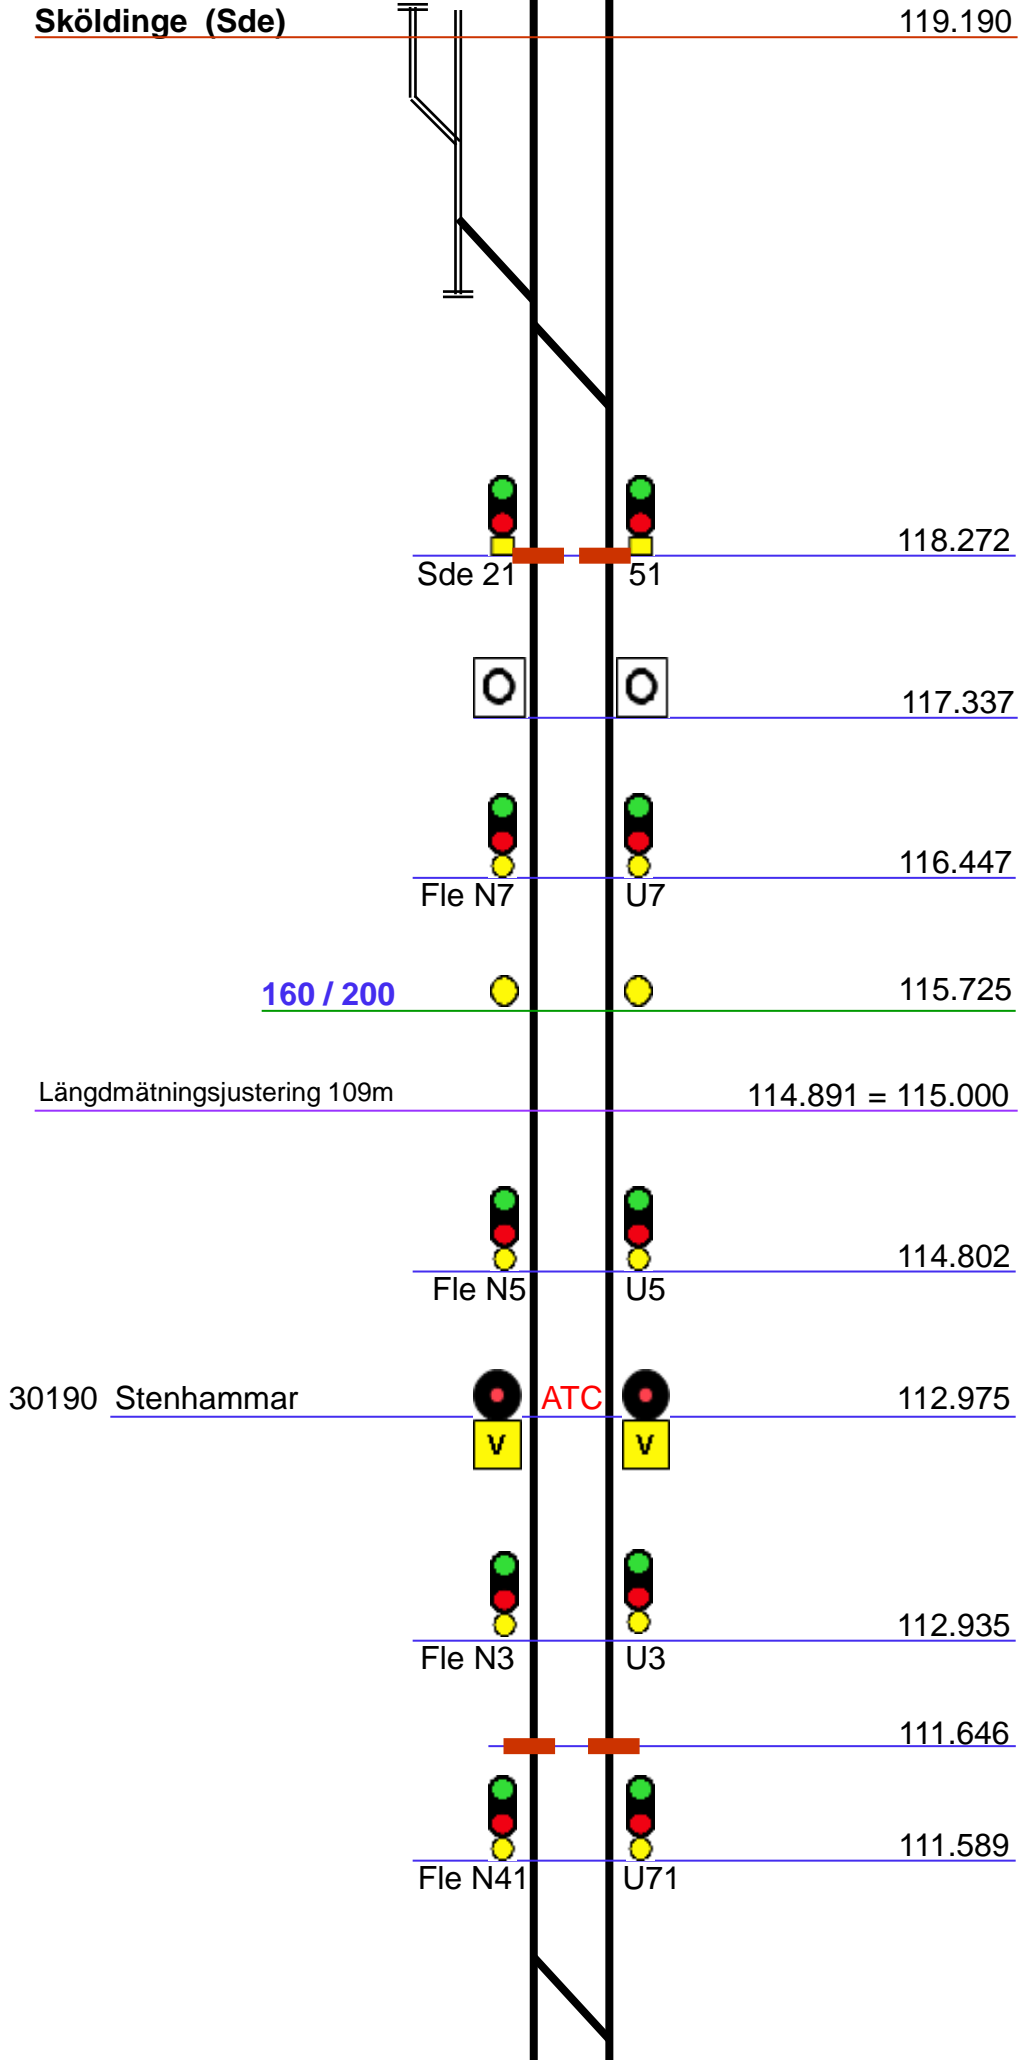 Sköldinge (Sde) 119.190
118.272
Sde 21 51
O O 117.337
116.447
Fle N7 U7
160 / 200 115.725
Längdmätningsjustering 109m 114.891 = 115.000
114.802
Fle N5 U5
30190 Stenhammar ATC 112.975
V V
112.935
Fle N3 U3
111.646
111.589
Fle N41 U71